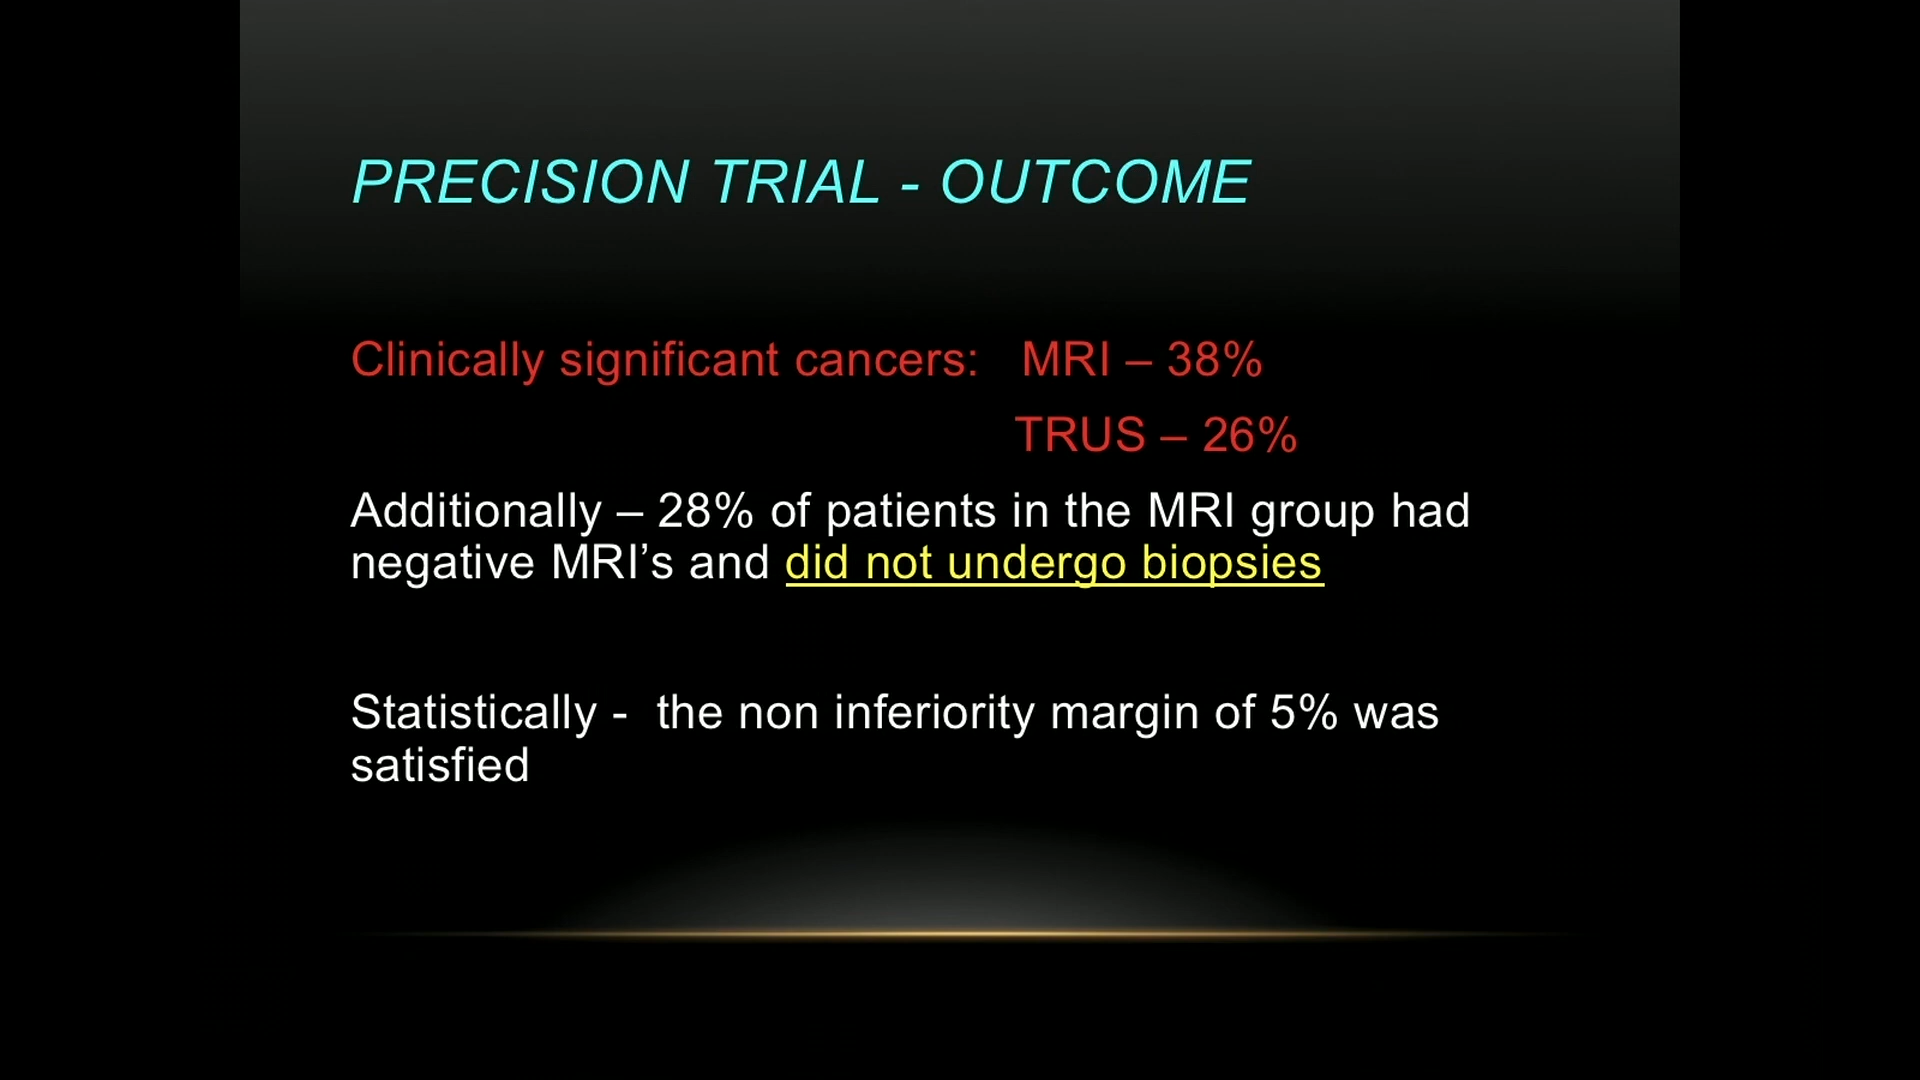 PRECISION TRIAL - OUTCOME
Clinically significant cancers: MRI – 38%
TRUS – 26%
Additionally – 28% of patients in the MRI group had
negative MRI’s and did not undergo biopsies
Statistically - the non inferiority margin of 5% was
satisfied